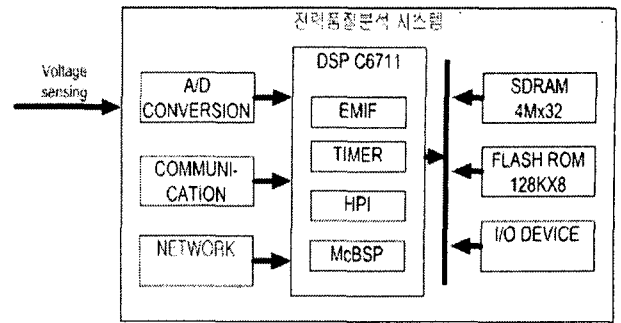 전력품질분석 시스템
Voltage
sensing
A/D
CONVERSION
COMMUNI-
CATION
NETWORK
DSP C6711
EMIF
TIMER
HPI
McBSP
SDRAM
4Mx32
FLASH ROM
128KX8
I/O DEVICE